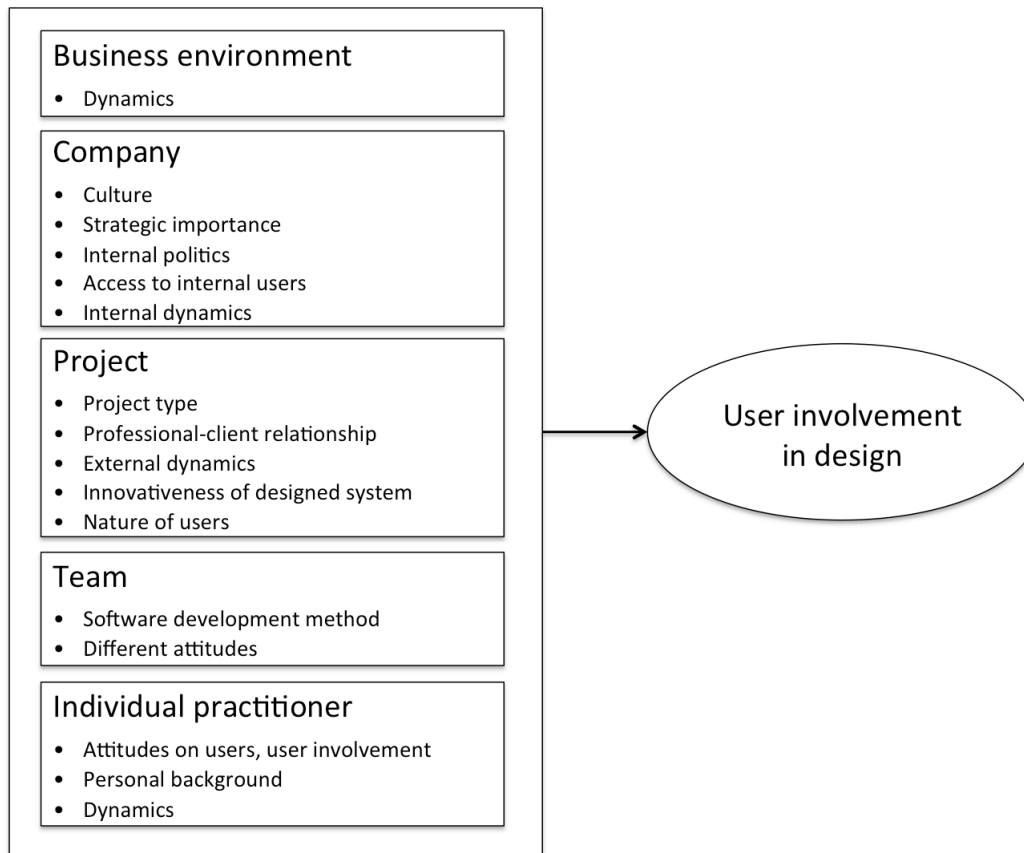 Business environment
• Dynamics
Company
• Culture
• Strategic importance
• Internal politics
• Access to internal users
• Internal dynamics
Project
• Project type
• Professional-client relationship
• External dynamics
• Innovativeness of designed system
• Nature of users
Team
• Software development method
• Different attitudes
Individual practitioner
• Attitudes on users, user involvement
• Personal background
• Dynamics
User involvement
in design